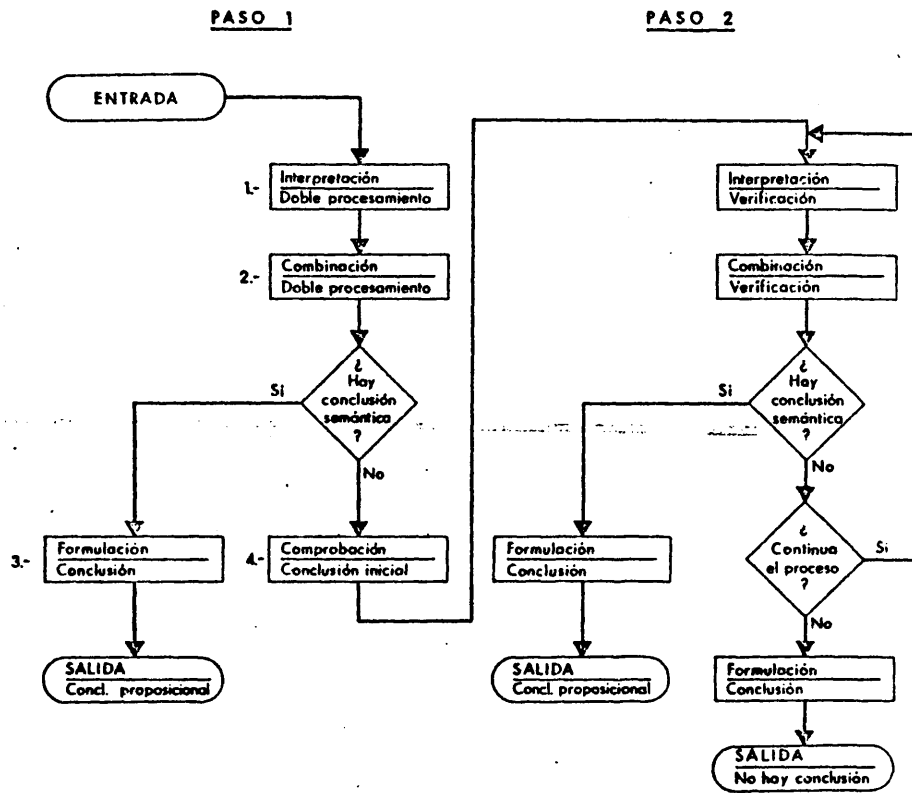 PASO 1
ENTRADA
1.-
Interpretación
Doble procesamiento
2.-
Combinación
Doble procesamiento
¿
Hay
conclusión
semántica
?
Si
No
3.-
Formulación
Conclusión
4.-
Comprobación
Conclusión inicial
SALIDA
Concl. proposicional
PASO 2
Interpretación
Verificación
Combinación
Verificación
¿
Hay
conclusión
semántica
?
Si
No
Formulación
Conclusión
¿
Continua
el proceso
?
Si
No
SALIDA
Concl. proposicional
Formulación
Conclusión
SALIDA
No hay conclusión